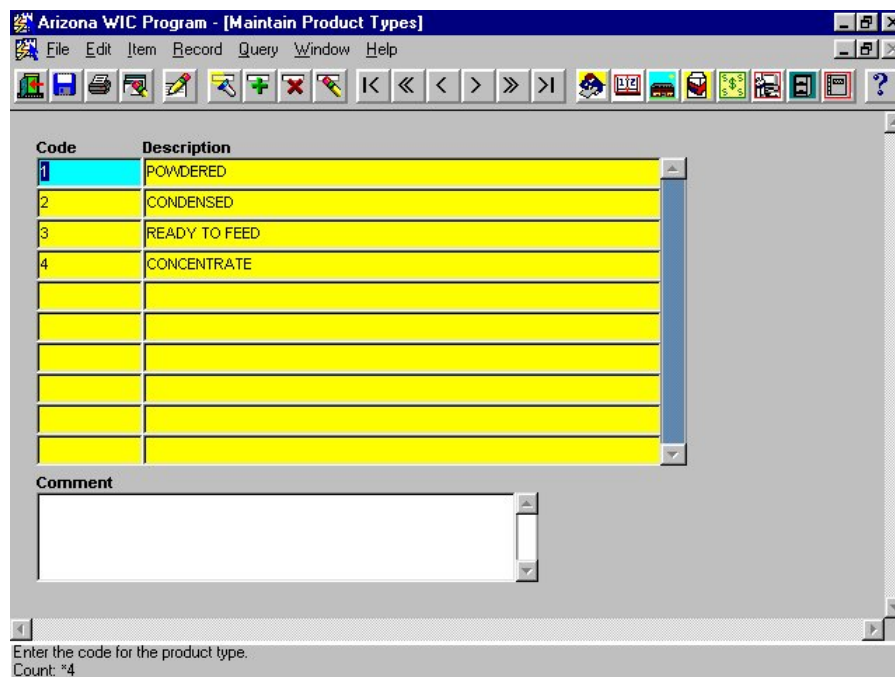 Arizona WIC Program - [Maintain Product Types]
File Edit Item Record Query Window Help
Code Description
1 POWDERED
2 CONDENSED
3 READY TO FEED
4 CONCENTRATE
Comment
Enter the code for the product type.
Count: *4